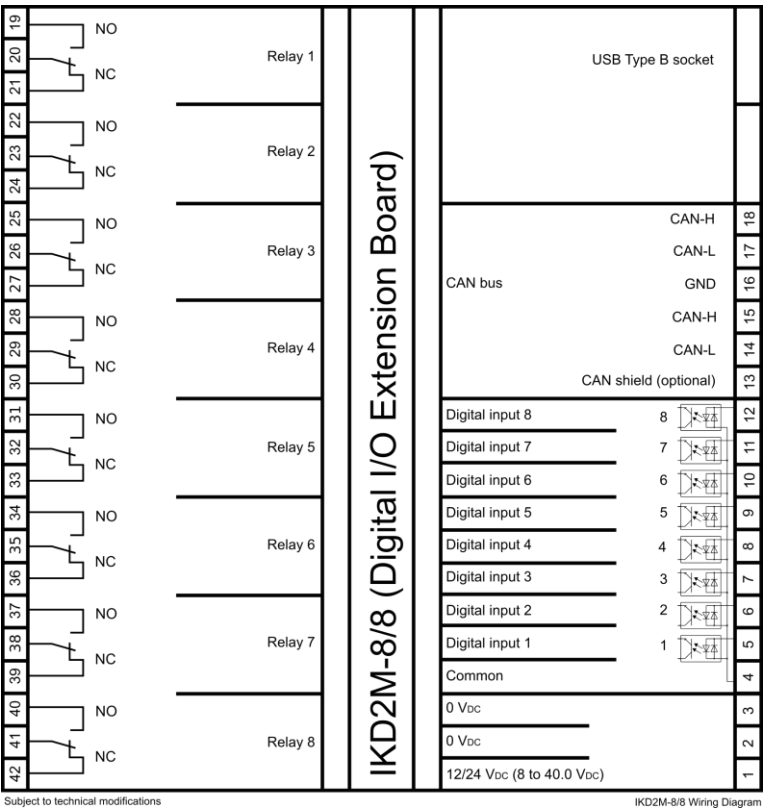 19
NO
20
Relay 1
NC
21
22
NO
23
Relay 2
NC
24
25
NO
26
Relay 3
NC
27
28
NO
29
Relay 4
NC
30
31
NO
32
Relay 5
NC
33
34
NO
35
Relay 6
NC
36
37
NO
38
Relay 7
NC
39
40
NO
41
Relay 8
NC
42
IKD2M-8/8 (Digital I/O Extension Board)
USB Type B socket
CAN-H 18
CAN-L 17
CAN bus GND 16
CAN-H 15
CAN-L 14
CAN shield (optional) 13
Digital input 8 8 12
Digital input 7 7 11
Digital input 6 6 10
Digital input 5 5 9
Digital input 4 4 8
Digital input 3 3 7
Digital input 2 2 6
Digital input 1 1 5
Common 4
0 VDC 3
0 VDC 2
12/24 VDC (8 to 40.0 VDC) 1
Subject to technical modifications
IKD2M-8/8 Wiring Diagram